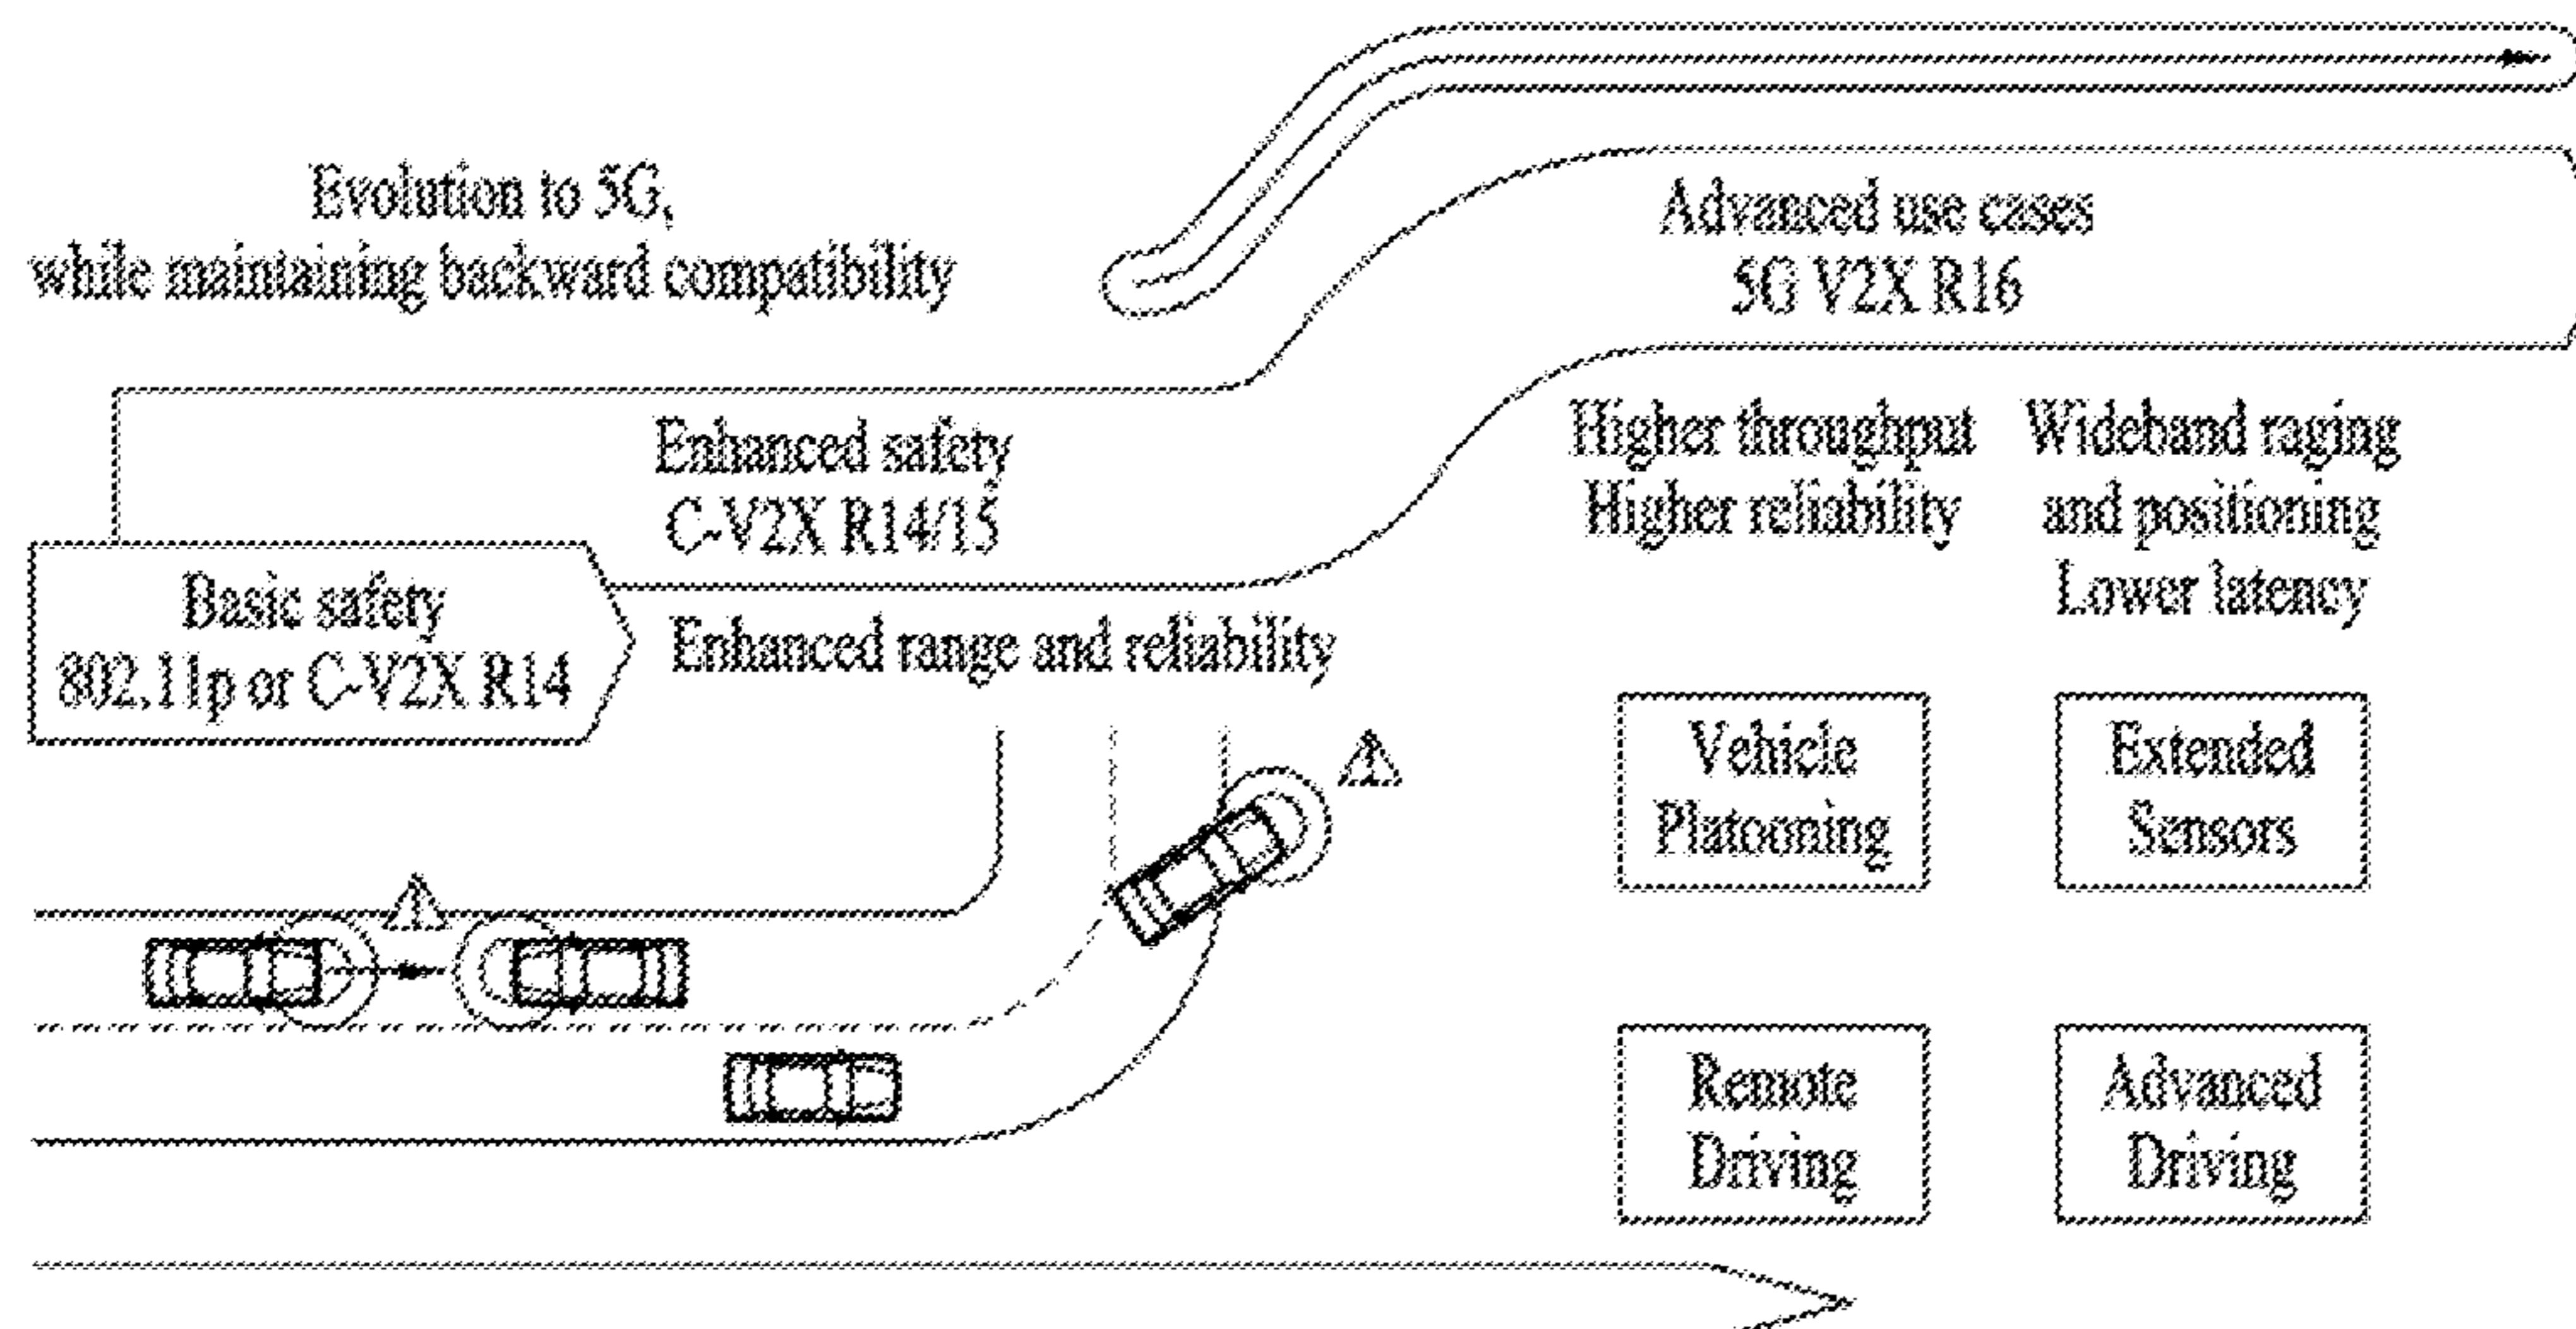 Evolution to 5G,
while maintaining backward compatibility
Advanced use cases
5G V2X R16
Enhanced safety
C-V2X R14/15
Basic safety
802.11p or C-V2X R14
Enhanced range and reliability
Higher throughput
Higher reliability
Wideband raging
and positioning
Lower latency
Vehicle
Platooning
Extended
Sensors
Remote
Driving
Advanced
Driving